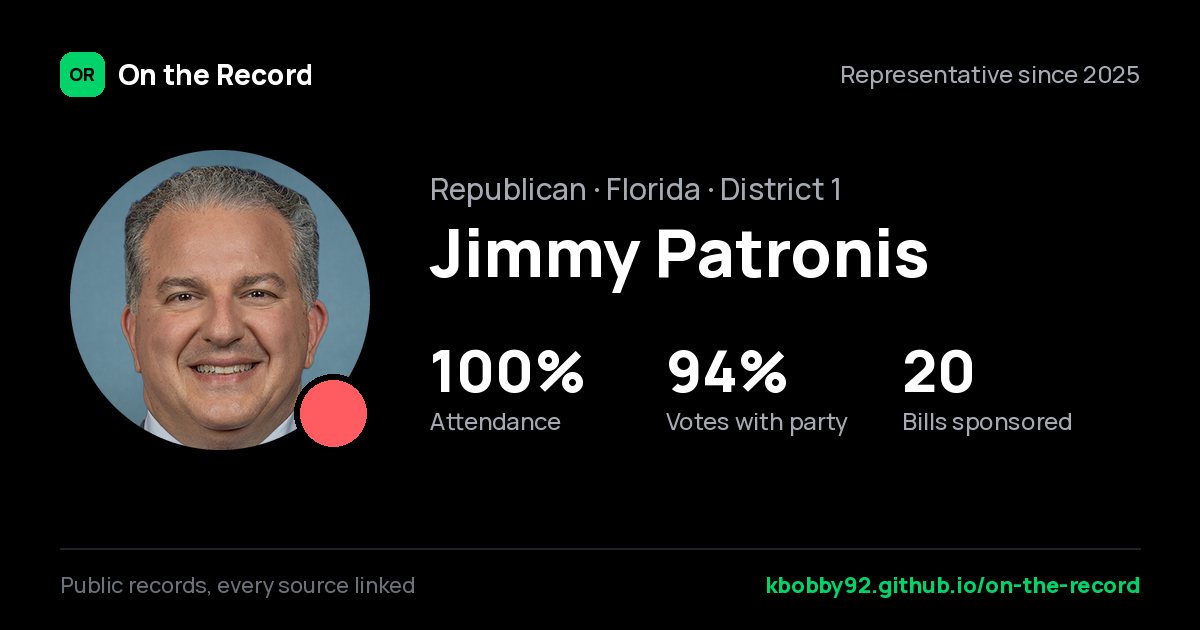 OR On the Record
Representative since 2025
Republican · Florida · District 1
Jimmy Patronis
100% 94% 20
Attendance Votes with party Bills sponsored
Public records, every source linked
kbobby92.github.io/on-the-record